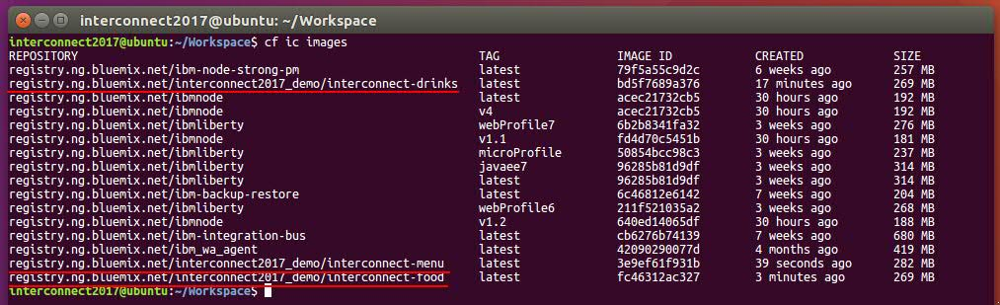 interconnect2017@ubuntu: ~/Workspace
interconnect2017@ubuntu:~/Workspace$ cf ic images
REPOSITORY TAG IMAGE ID CREATED SIZE
registry.ng.bluemix.net/ibm-node-strong-pm latest 79f5a55c9d2c 6 weeks ago 257 MB
registry.ng.bluemix.net/interconnect2017_demo/interconnect-drinks latest bd5f7689a376 17 minutes ago 269 MB
registry.ng.bluemix.net/ibmnode latest acec21732cb5 30 hours ago 192 MB
registry.ng.bluemix.net/ibmnode v4 acec21732cb5 30 hours ago 192 MB
registry.ng.bluemix.net/ibmliberty webProfile7 6b2b8341fa32 3 weeks ago 276 MB
registry.ng.bluemix.net/ibmnode v1.1 fd4d70c5451b 30 hours ago 181 MB
registry.ng.bluemix.net/ibmliberty microProfile 50854bcc98c3 3 weeks ago 237 MB
registry.ng.bluemix.net/ibmliberty javaee7 96285b81d9df 3 weeks ago 314 MB
registry.ng.bluemix.net/ibmliberty latest 96285b81d9df 3 weeks ago 314 MB
registry.ng.bluemix.net/ibm-backup-restore latest 6c46812e6142 7 weeks ago 204 MB
registry.ng.bluemix.net/ibmliberty webProfile6 211f521035a2 3 weeks ago 268 MB
registry.ng.bluemix.net/ibmnode v1.2 640ed14065df 30 hours ago 188 MB
registry.ng.bluemix.net/ibm-integration-bus latest cb6276b74139 7 weeks ago 680 MB
registry.ng.bluemix.net/ibm_wa_agent latest 42090290077d 4 months ago 419 MB
registry.ng.bluemix.net/interconnect2017_demo/interconnect-menu latest 3e9ef61f931b 39 seconds ago 282 MB
registry.ng.bluemix.net/interconnect2017_demo/interconnect-food latest fc46312ac327 3 minutes ago 269 MB
interconnect2017@ubuntu:~/Workspace$